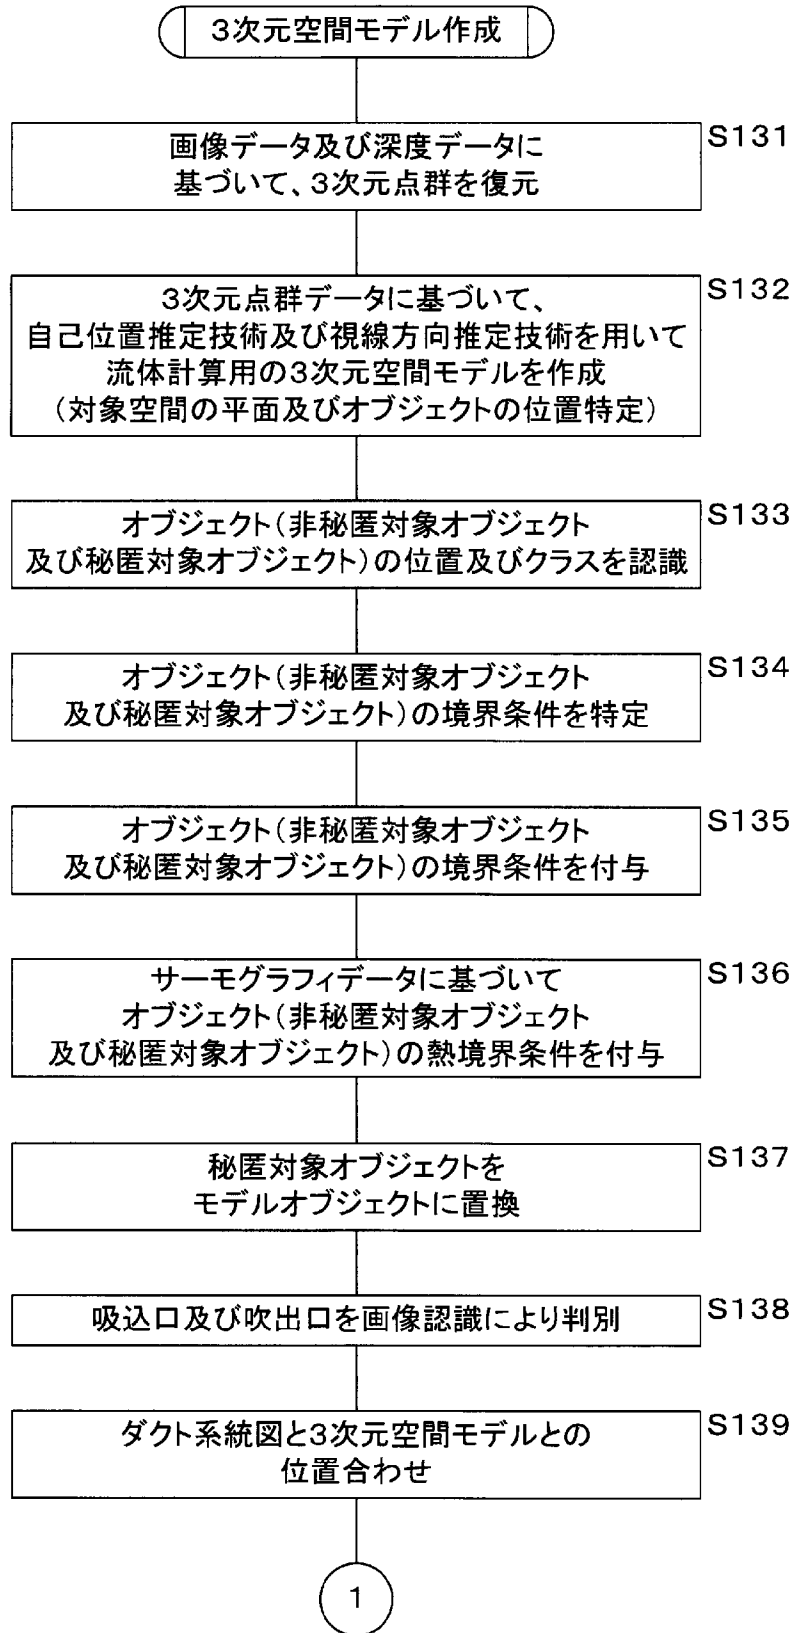 3次元空間モデル作成
S131
画像データ及び深度データに
基づいて、3次元点群を復元
S132
3次元点群データに基づいて、
自己位置推定技術及び視線方向推定技術を用いて
流体計算用の3次元空間モデルを作成
(対象空間の平面及びオブジェクトの位置特定)
S133
オブジェクト(非秘匿対象オブジェクト
及び秘匿対象オブジェクト)の位置及びクラスを認識
S134
オブジェクト(非秘匿対象オブジェクト
及び秘匿対象オブジェクト)の境界条件を特定
S135
オブジェクト(非秘匿対象オブジェクト
及び秘匿対象オブジェクト)の境界条件を付与
S136
サーモグラフィデータに基づいて
オブジェクト(非秘匿対象オブジェクト
及び秘匿対象オブジェクト)の熱境界条件を付与
S137
秘匿対象オブジェクトを
モデルオブジェクトに置換
S138
吸込口及び吹出口を画像認識により判別
S139
ダクト系統図と3次元空間モデルとの
位置合わせ
1